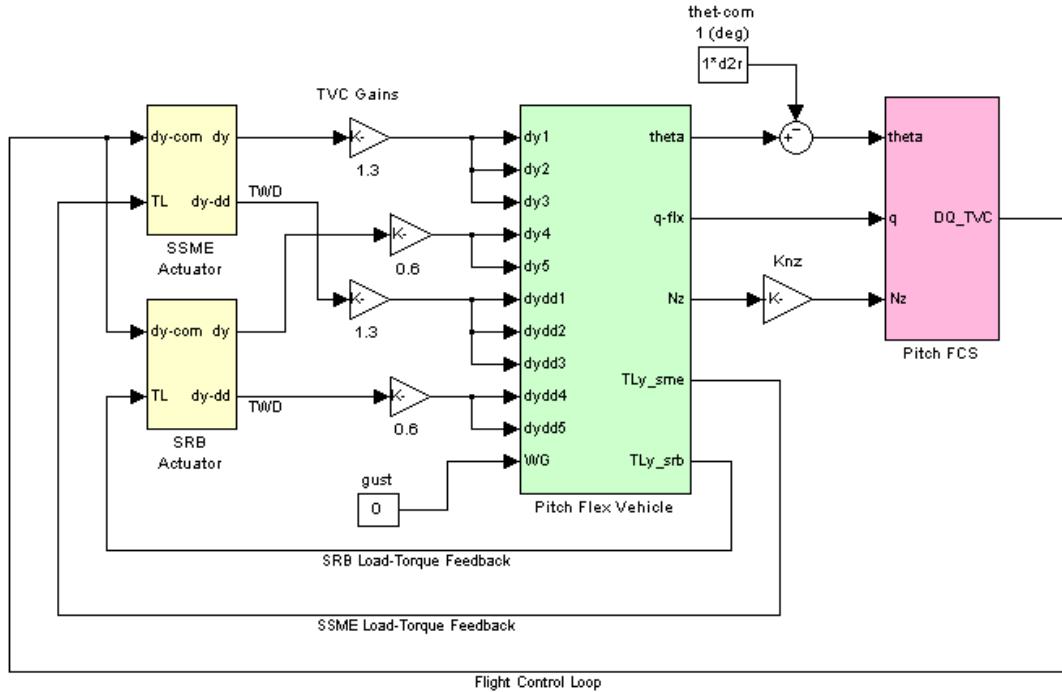 thet-com
1 (deg)
1*d2r
TVC Gains
dy-com dy
TL dy-dd
SSME
Actuator
TWD
K-
1.3
K-
0.6
K-
1.3
K-
0.6
dy-com dy
TL dy-dd
SRB
Actuator
TWD
gust
0
dy1
dy2
dy3
dy4
dy5
dydd1
dydd2
dydd3
dydd4
dydd5
WG
theta
q-flx
Nz
TLy_sme
TLy_srb
Pitch Flex Vehicle
+ −
Knz
K-
theta
q
Nz
DQ_TVC
Pitch FCS
SRB Load-Torque Feedback
SSME Load-Torque Feedback
Flight Control Loop